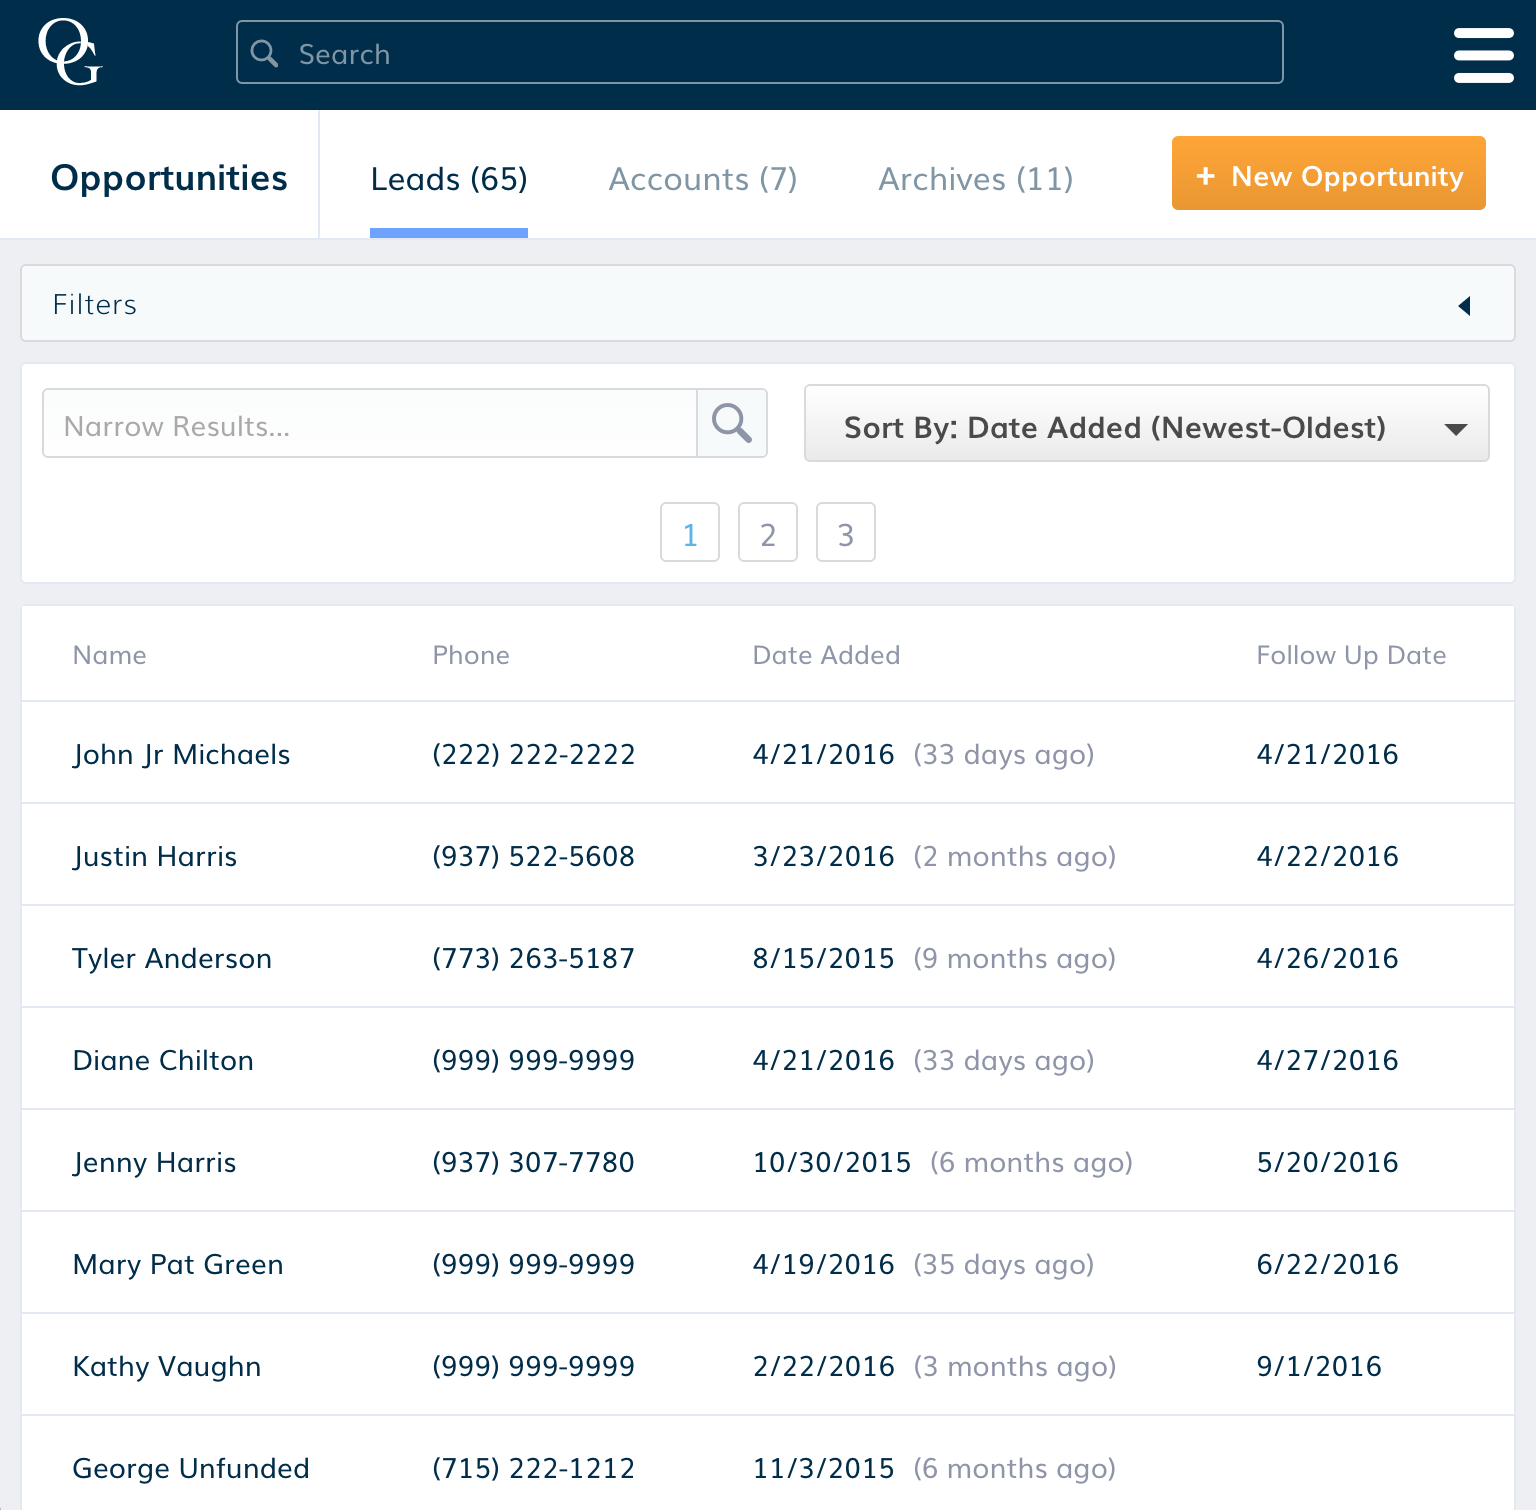 OG
Search
Opportunities
Leads (65)
Accounts (7)
Archives (11)
+ New Opportunity
Filters
Narrow Results...
Sort By: Date Added (Newest-Oldest)
1 2 3
Name Phone Date Added Follow Up Date
John Jr Michaels (222) 222-2222 4/21/2016 (33 days ago) 4/21/2016
Justin Harris (937) 522-5608 3/23/2016 (2 months ago) 4/22/2016
Tyler Anderson (773) 263-5187 8/15/2015 (9 months ago) 4/26/2016
Diane Chilton (999) 999-9999 4/21/2016 (33 days ago) 4/27/2016
Jenny Harris (937) 307-7780 10/30/2015 (6 months ago) 5/20/2016
Mary Pat Green (999) 999-9999 4/19/2016 (35 days ago) 6/22/2016
Kathy Vaughn (999) 999-9999 2/22/2016 (3 months ago) 9/1/2016
George Unfunded (715) 222-1212 11/3/2015 (6 months ago)